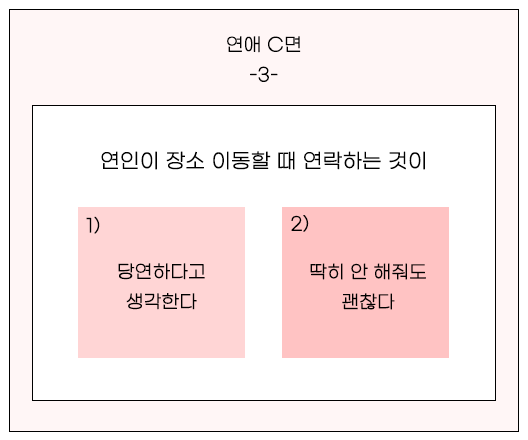 연애 C면
-3-
연인이 장소 이동할 때 연락하는 것이
1)
당연하다고
생각한다
2)
딱히 안 해줘도
괜찮다